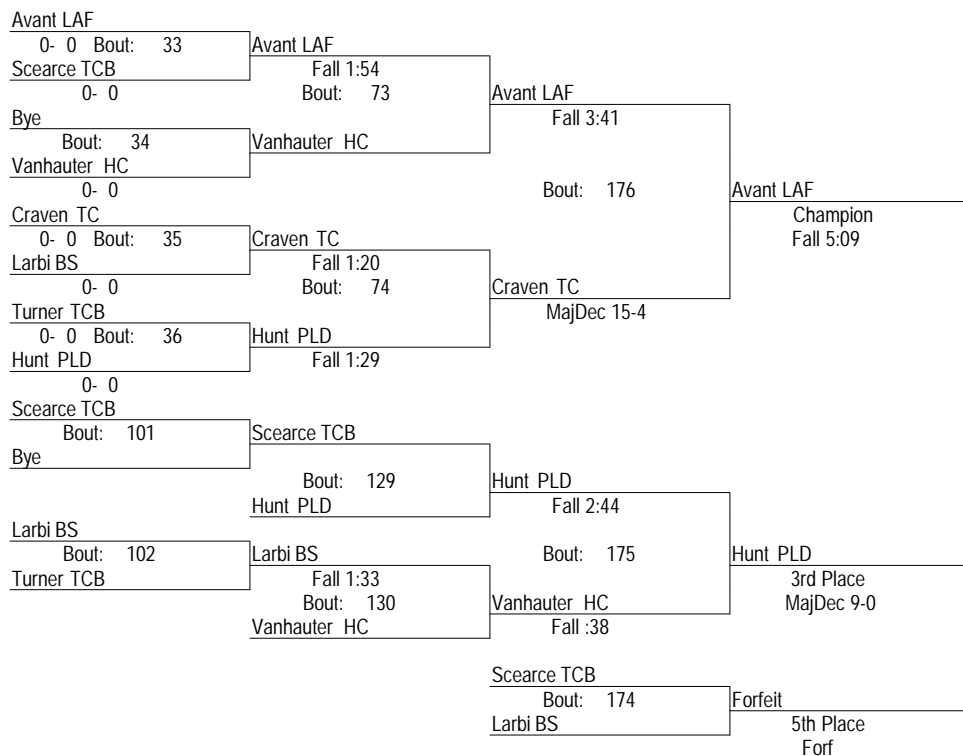 Avant LAF
0- 0 Bout: 33
Scearce TCB
0- 0
Bye
Bout: 34
Vanhauter HC
0- 0
Craven TC
0- 0 Bout: 35
Larbi BS
0- 0
Turner TCB
0- 0 Bout: 36
Hunt PLD
0- 0
Scearce TCB
Bout: 101
Bye
Larbi BS
Bout: 102
Turner TCB
Avant LAF
Fall 1:54
Bout: 73
Vanhauter HC
Craven TC
Fall 1:20
Bout: 74
Hunt PLD
Fall 1:29
Scearce TCB
Bout: 129
Hunt PLD
Larbi BS
Fall 1:33
Bout: 130
Vanhauter HC
Avant LAF
Fall 3:41
Bout: 176
Craven TC
MajDec 15-4
Hunt PLD
Fall 2:44
Bout: 175
Vanhauter HC
Fall :38
Scearce TCB
Bout: 174
Larbi BS
Avant LAF
Champion
Fall 5:09
Hunt PLD
3rd Place
MajDec 9-0
Forfeit
5th Place
Forf